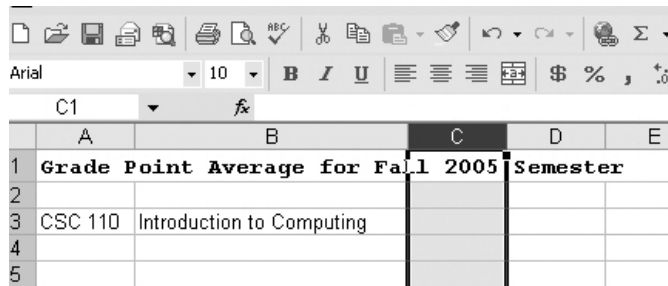 ABC
Arial 10 B I U a $ % ,
C1 fx
A B C D E
1 Grade Point Average for Fall 2005 Semester
2
3 CSC 110 Introduction to Computing
4
5